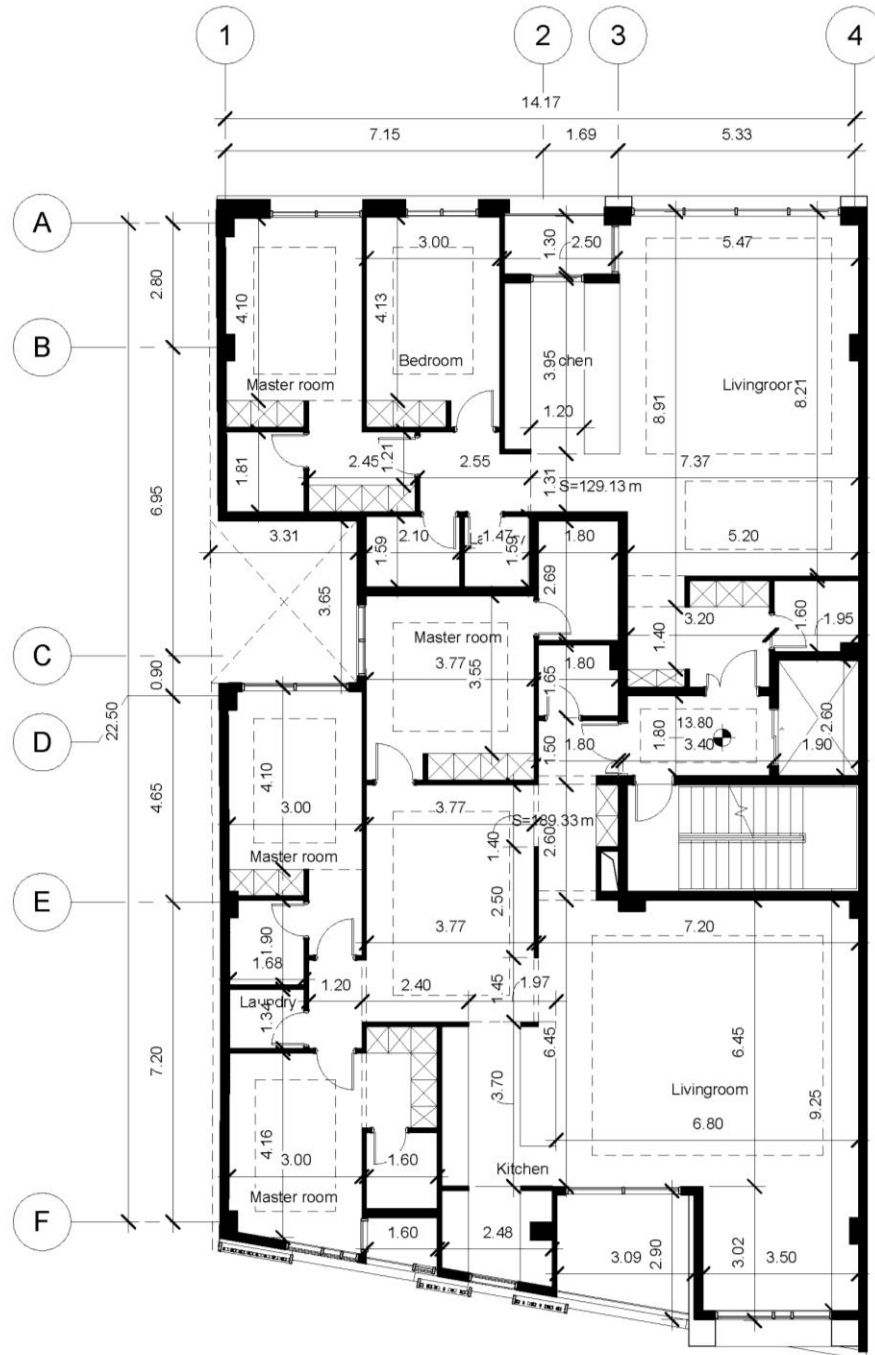 1 2 3 4
14.17
7.15 1.69 5.33
A
B
C
D
E
F
2.80
6.95
0.90
22.50
4.65
7.20
3.00 1.30 2.50 5.47
4.10 4.13
Bedroom
Master room
3.95
chen
Livingroor
1.20
8.91 8.21
1.81 2.45 1.21 2.55 1.31 7.37
S=129.13 m
3.31 1.59 2.10 1.47 1.59 1.80 5.20
3.65 2.69
Master room
3.77 3.55
1.80 1.65
1.40 3.20 1.60 1.95
13.80
1.50 1.80 1.80 3.40 1.90 2.60
4.10
3.00 3.77
Master room
1.40
S=189.33 m
2.60
2.50
3.77 7.20
1.90
1.68
1.20 2.40 1.45 1.97
Laundry
1.34
6.45 6.45
3.70
Livingroom
9.25
6.80
4.16
3.00 1.60
Kitchen
Master room
1.60 2.48 3.09 2.90 3.02 3.50